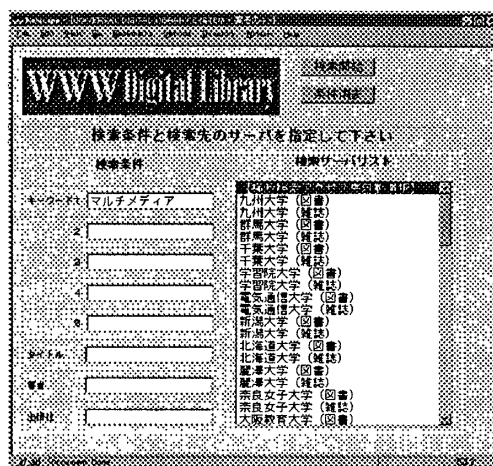 WWW Digital Library
検索開始
条件消去
検索条件と検索先のサーバを指定して下さい
検索条件
検索サーバリスト
キーワード1 マルチメディア
2
3
4
5
タイトル
著者
出版社
九州大学 (図書)
九州大学 (雑誌)
群馬大学 (図書)
群馬大学 (雑誌)
千葉大学 (図書)
千葉大学 (雑誌)
学習院大学 (図書)
学習院大学 (雑誌)
電気通信大学 (図書)
電気通信大学 (雑誌)
新潟大学 (図書)
新潟大学 (雑誌)
北海道大学 (図書)
北海道大学 (雑誌)
麗澤大学 (図書)
麗澤大学 (雑誌)
奈良女子大学 (図書)
奈良女子大学 (雑誌)
大阪教育大学 (図書)